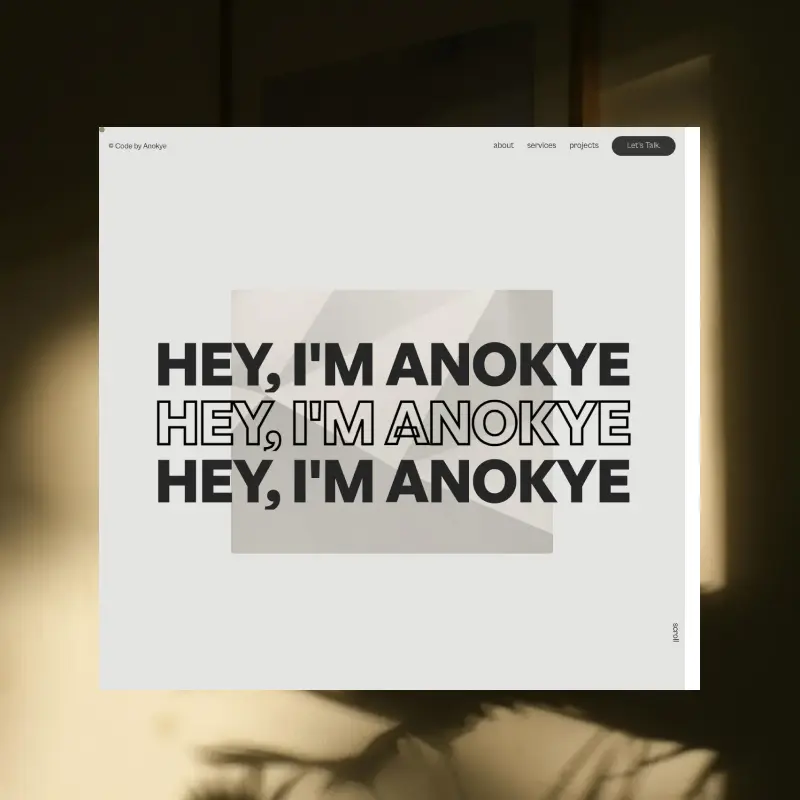 © Code by Anokye
about services projects Let's Talk.
HEY, I'M ANOKYE
HEY, I'M ANOKYE
HEY, I'M ANOKYE
scroll